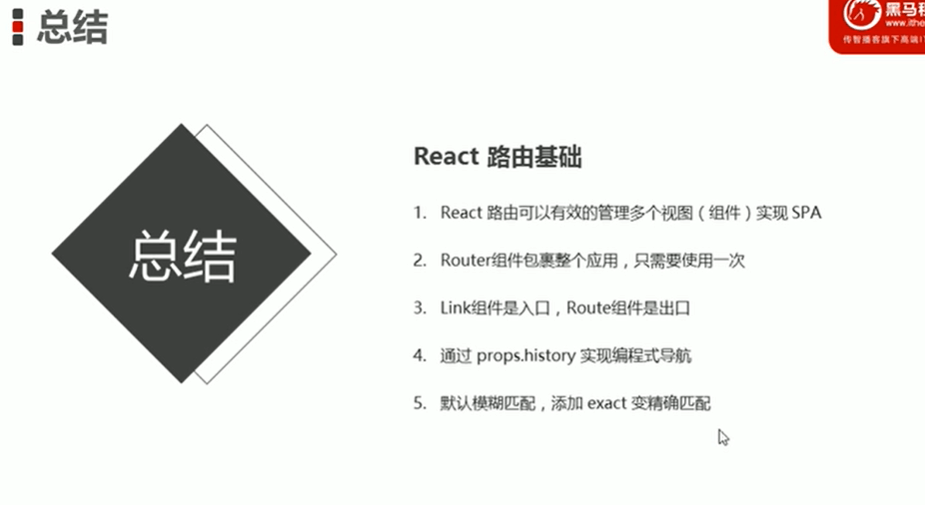 总结
黑马程
www.ithe
传智播客旗下高端I
总结
React 路由基础
1. React 路由可以有效的管理多个视图（组件）实现 SPA
2. Router组件包裹整个应用，只需要使用一次
3. Link组件是入口，Route组件是出口
4. 通过 props.history 实现编程式导航
5. 默认模糊匹配，添加 exact 变精确匹配